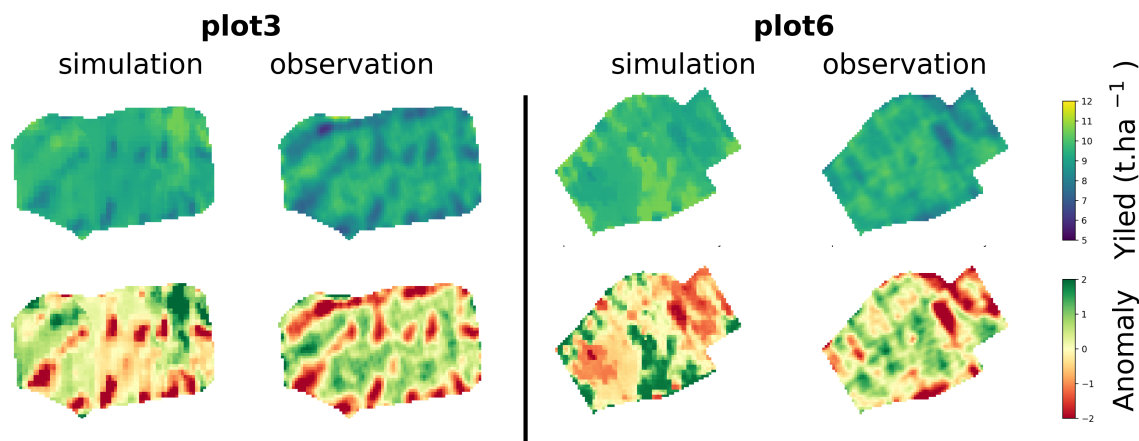 plot3
plot6
simulation observation
simulation observation
12
11
10
9
8
7
6
5
Yiled (t.ha −1 )
2
1
0
−1
−2
Anomaly